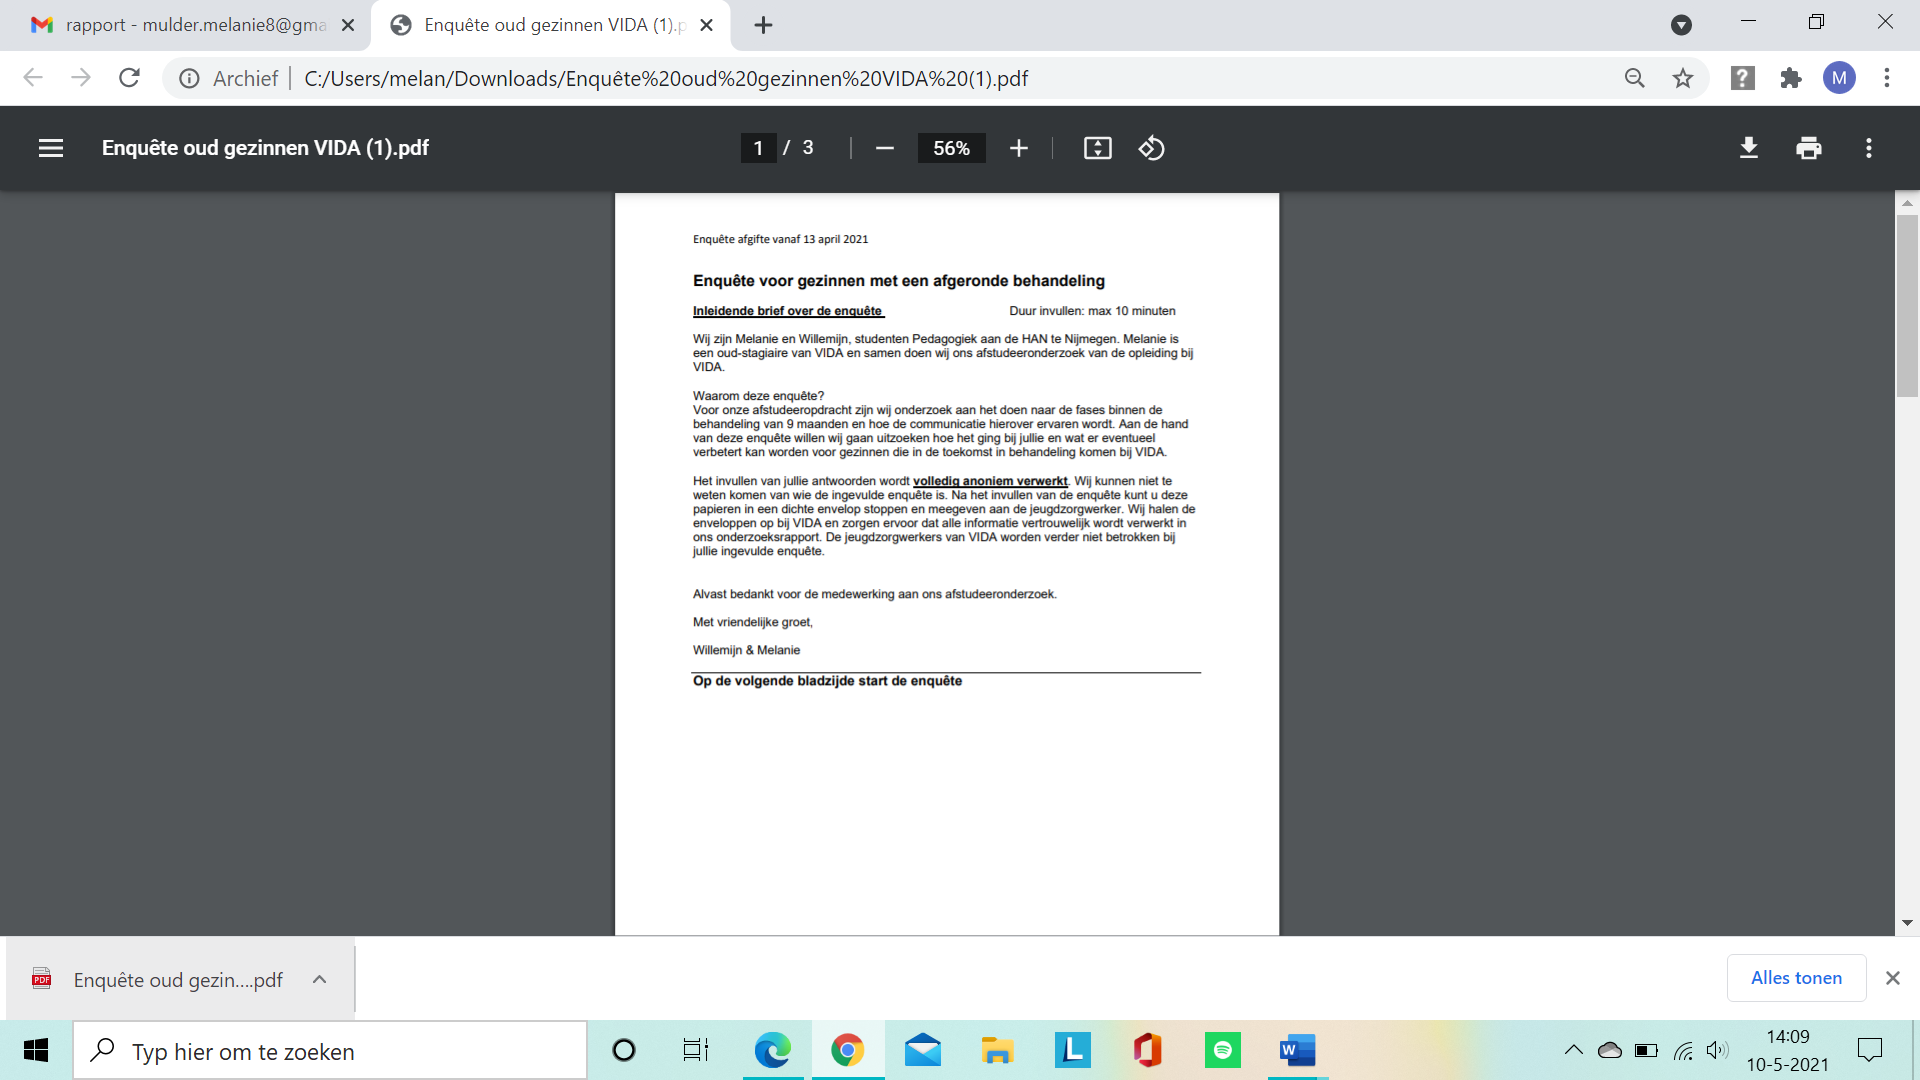 rapport - mulder.melanie8@gma
Enquête oud gezinnen VIDA (1).p
Archief
C:/Users/melan/Downloads/Enquête%20oud%20gezinnen%20VIDA%20(1).pdf
M
Enquête oud gezinnen VIDA (1).pdf
1 / 3
56%
Enquête afgifte vanaf 13 april 2021
Enquête voor gezinnen met een afgeronde behandeling
Inleidende brief over de enquête Duur invullen: max 10 minuten
Wij zijn Melanie en Willemijn, studenten Pedagogiek aan de HAN te Nijmegen. Melanie is
een oud-stagiaire van VIDA en samen doen wij ons afstudeeronderzoek van de opleiding bij
VIDA.
Waarom deze enquête?
Voor onze afstudeeropdracht zijn wij onderzoek aan het doen naar de fases binnen de
behandeling van 9 maanden en hoe de communicatie hierover ervaren wordt. Aan de hand
van deze enquête willen wij gaan uitzoeken hoe het ging bij jullie en wat er eventueel
verbetert kan worden voor gezinnen die in de toekomst in behandeling komen bij VIDA.
Het invullen van jullie antwoorden wordt volledig anoniem verwerkt. Wij kunnen niet te
weten komen van wie de ingevulde enquête is. Na het invullen van de enquête kunt u deze
papieren in een dichte envelop stoppen en meegeven aan de jeugdzorgwerker. Wij halen de
enveloppen op bij VIDA en zorgen ervoor dat alle informatie vertrouwelijk wordt verwerkt in
ons onderzoeksrapport. De jeugdzorgwerkers van VIDA worden verder niet betrokken bij
jullie ingevulde enquête.
Alvast bedankt voor de medewerking aan ons afstudeeronderzoek.
Met vriendelijke groet,
Willemijn & Melanie
Op de volgende bladzijde start de enquête
PDF
Enquête oud gezin....pdf
Alles tonen
Typ hier om te zoeken
L
W
14:09
10-5-2021